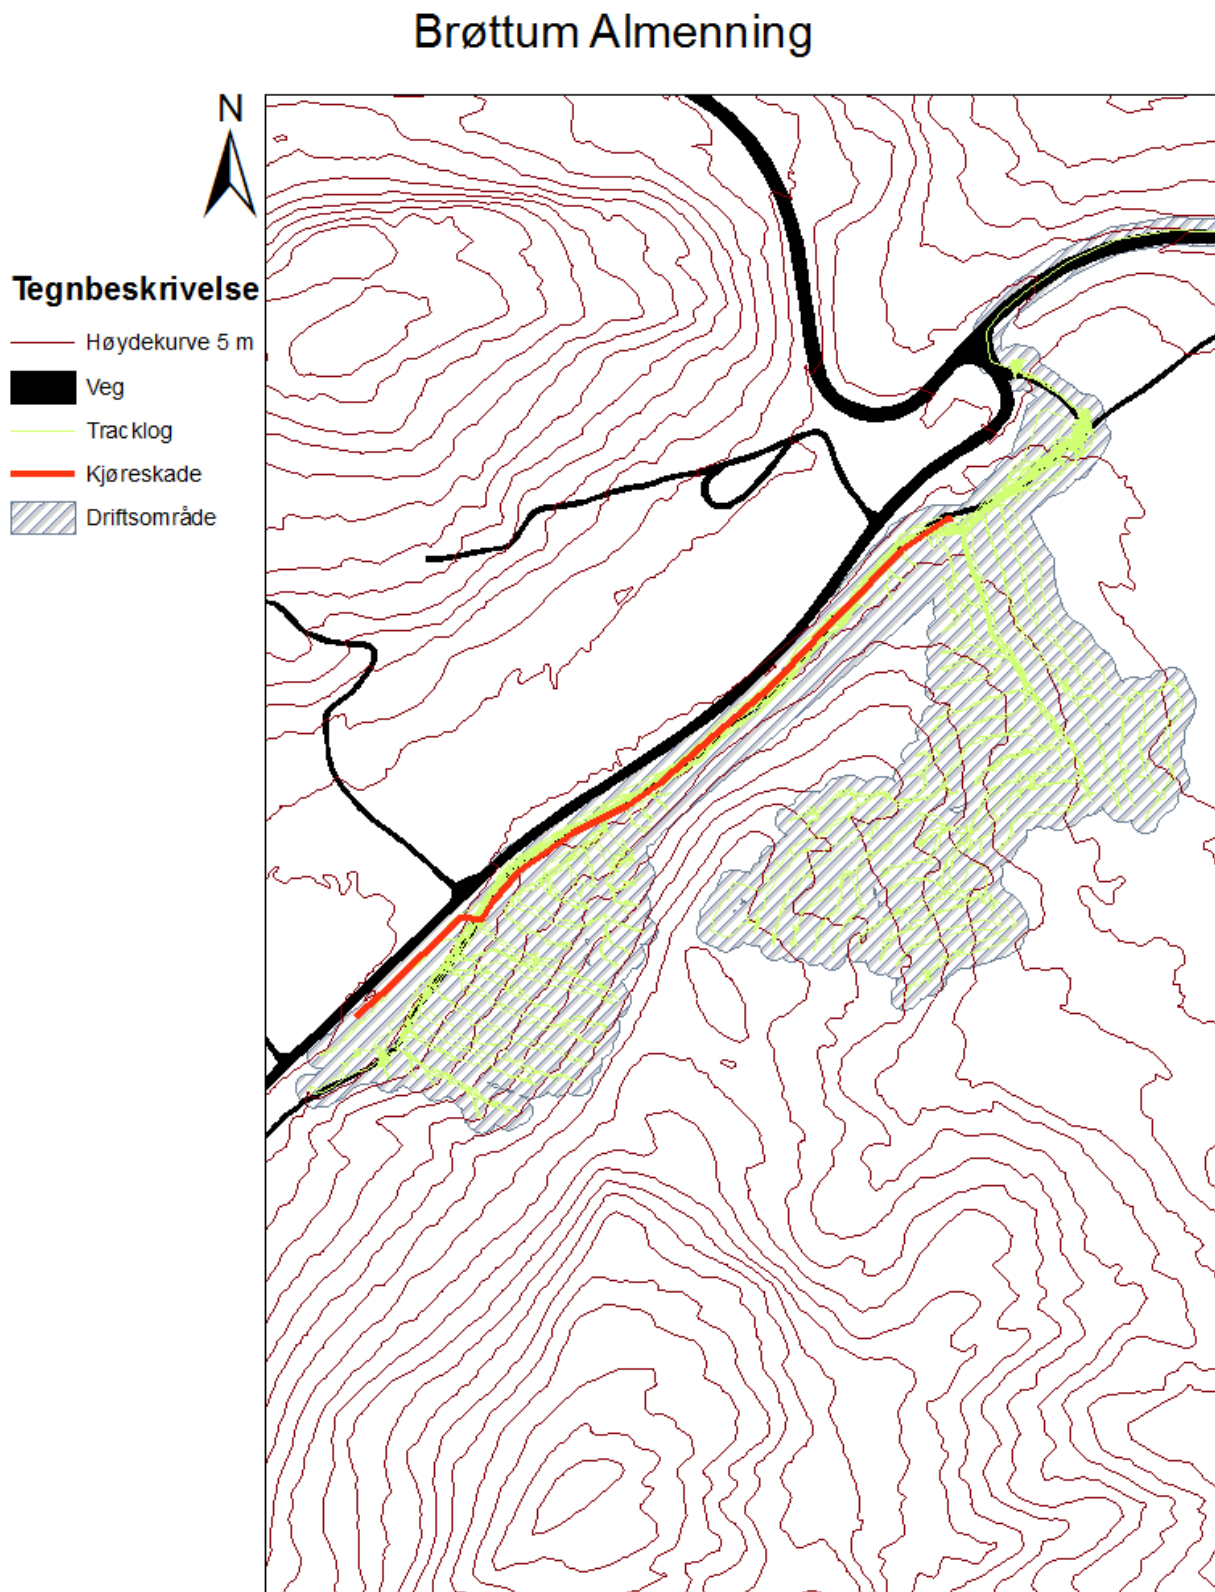 Brøttum Almenning
N
Tegnbeskrivelse
Høydekurve 5 m
Veg
Tracklog
Kjøreskade
Driftsområde